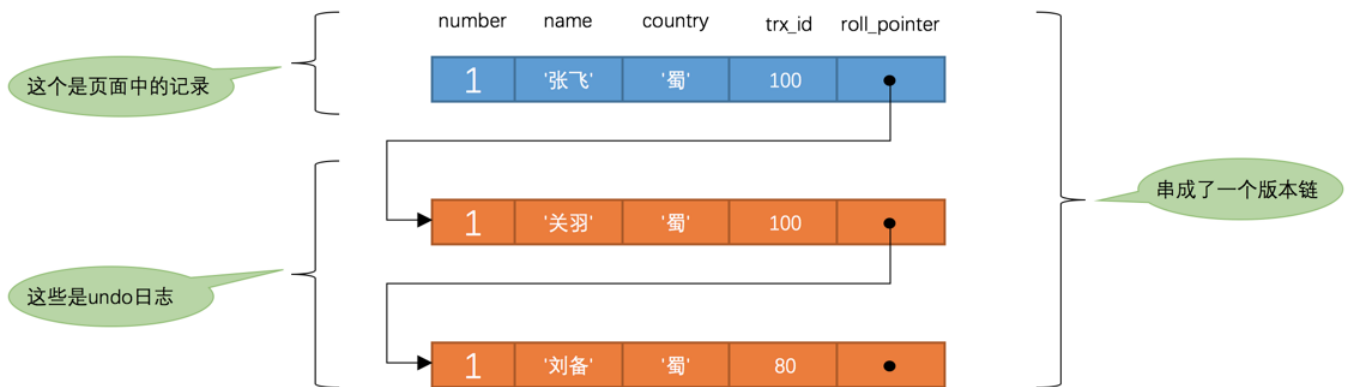 number name country trx_id roll_pointer
1 '张飞' '蜀' 100
这个是页面中的记录
串成了一个版本链
1 '关羽' '蜀' 100
这些是undo日志
1 '刘备' '蜀' 80